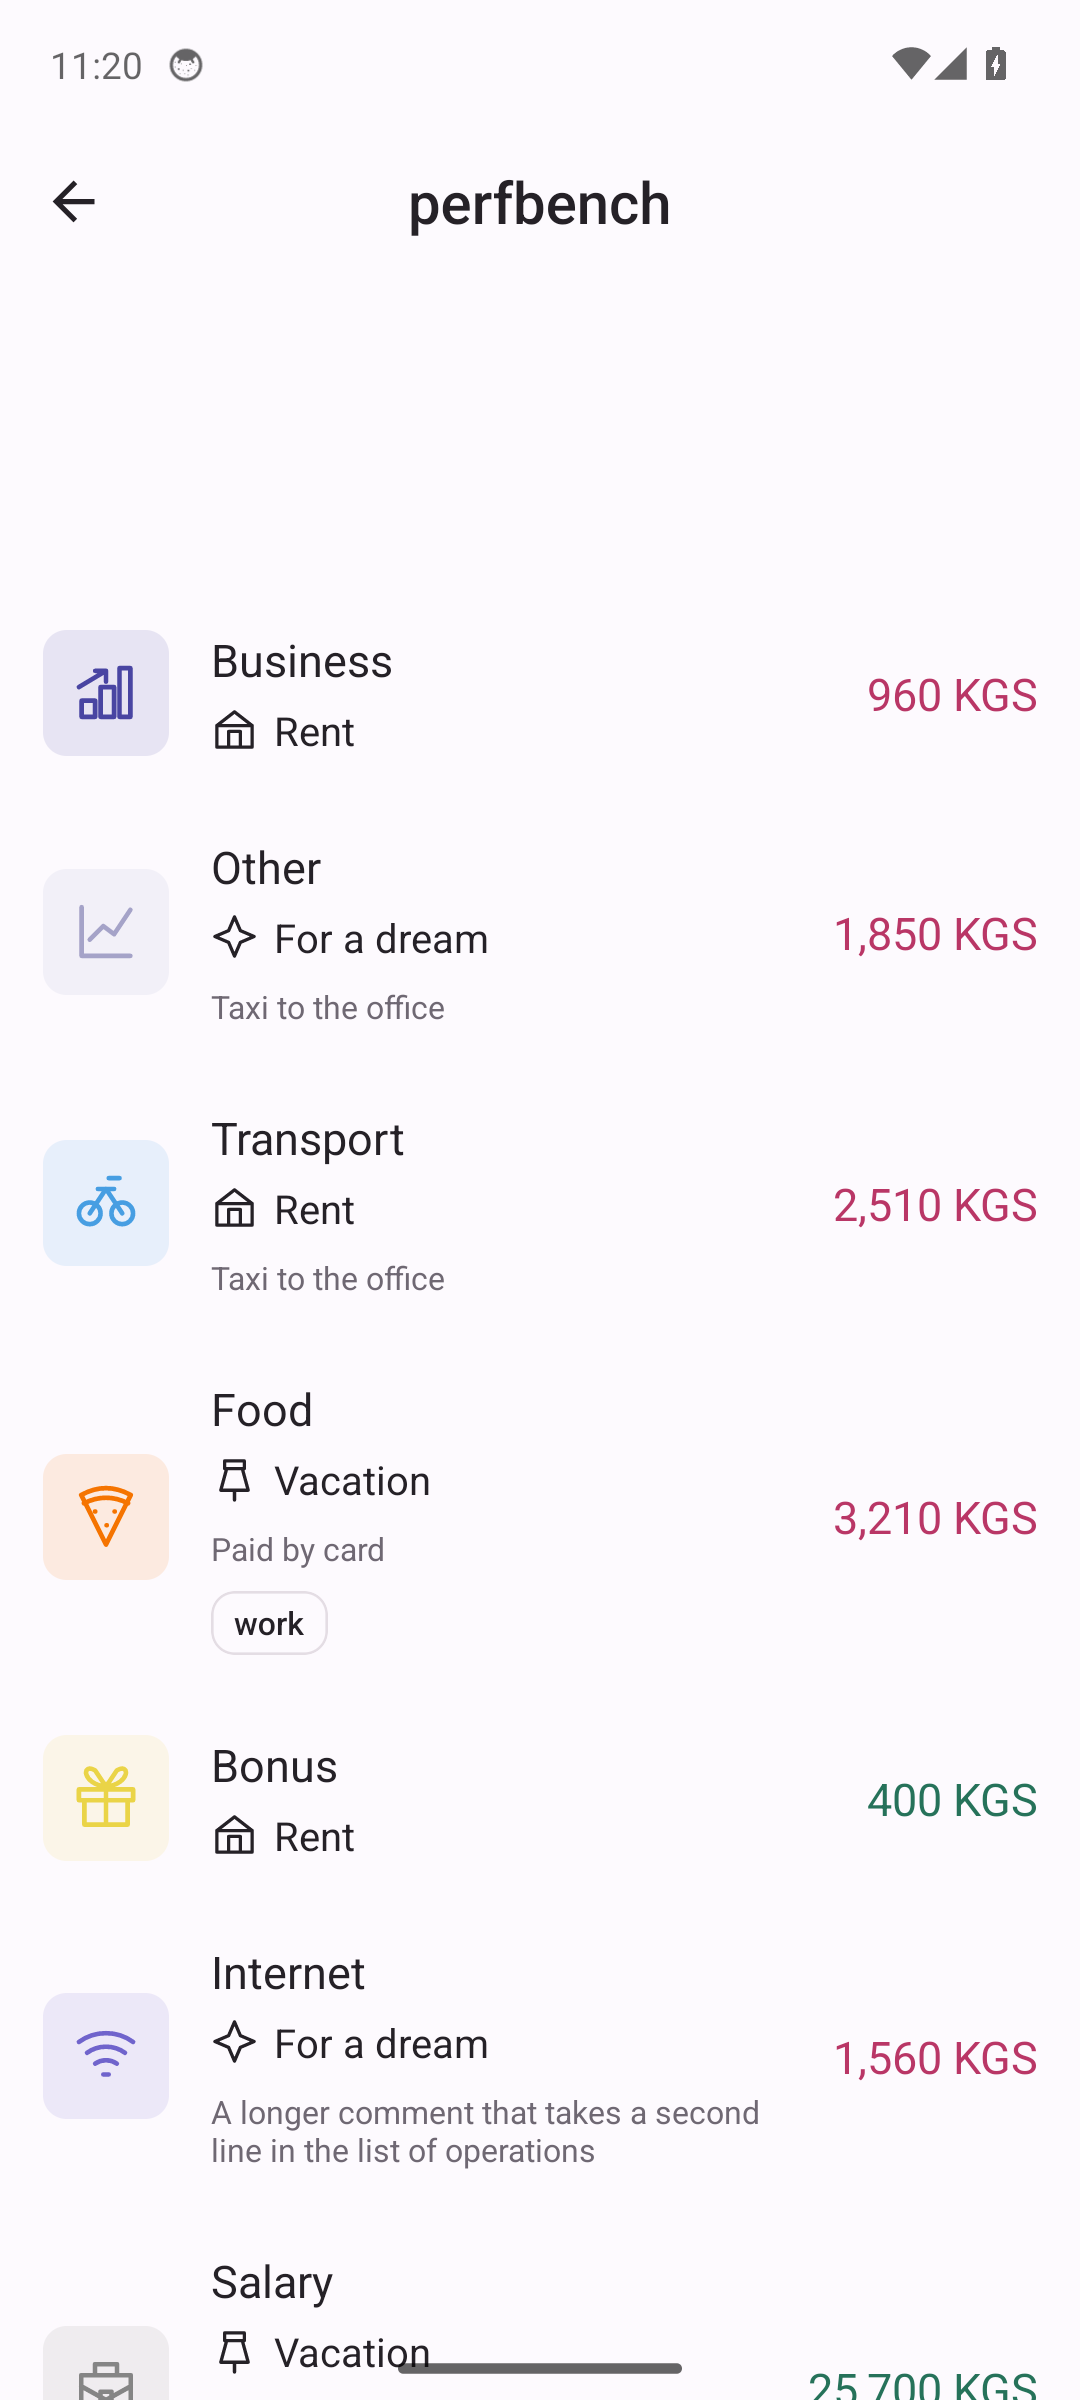 11:20
perfbench
Business
Rent
960 KGS
Other
For a dream
Taxi to the office
1,850 KGS
Transport
Rent
Taxi to the office
2,510 KGS
Food
Vacation
Paid by card
work
3,210 KGS
Bonus
Rent
400 KGS
Internet
For a dream
A longer comment that takes a second
line in the list of operations
1,560 KGS
Salary
Vacation
25,700 KGS